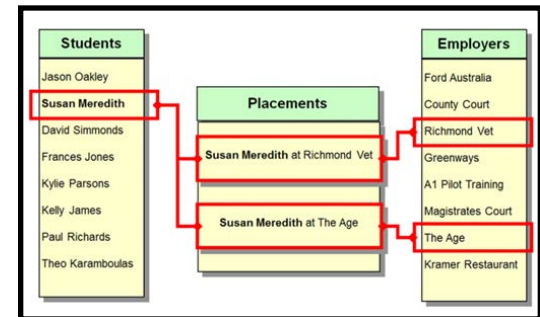 Students
Jason Oakley
Susan Meredith
David Simmonds
Frances Jones
Kylie Parsons
Kelly James
Paul Richards
Theo Karamboulas
Placements
Susan Meredith at Richmond Vet
Susan Meredith at The Age
Employers
Ford Australia
County Court
Richmond Vet
Greenways
A1 Pilot Training
Magistrates Court
The Age
Kramer Restaurant